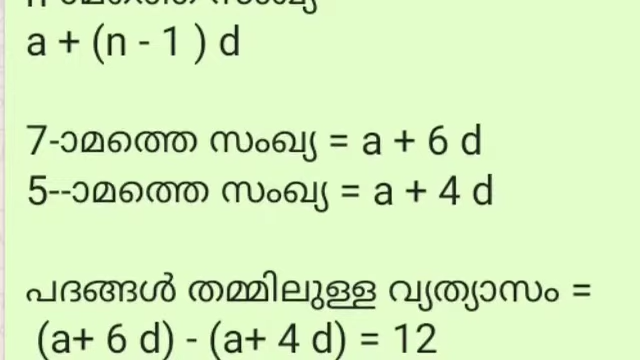 a + (n - 1 ) d
7-ാമത്തെ സംഖ്യ = a + 6 d
5--ാമത്തെ സംഖ്യ = a + 4 d
പദങ്ങൾ തമ്മിലുള്ള വ്യത്യാസം =
(a+ 6 d) - (a+ 4 d) = 12